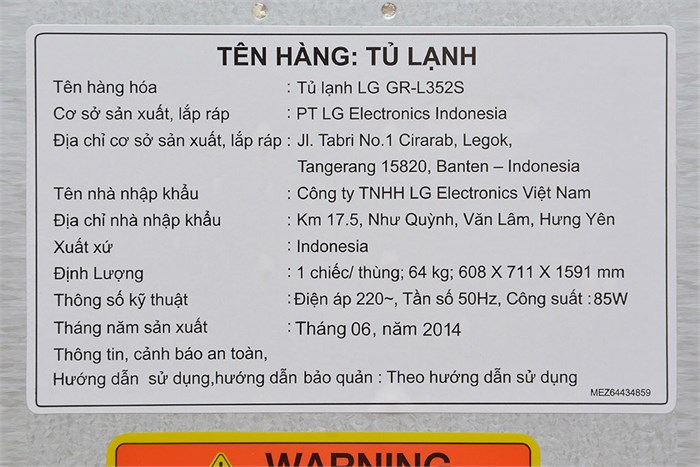 TÊN HÀNG: TỦ LẠNH
Tên hàng hóa : Tủ lạnh LG GR-L352S
Cơ sở sản xuất, lắp ráp : PT LG Electronics Indonesia
Địa chỉ cơ sở sản xuất, lắp ráp : Jl. Tabri No.1 Cirarab, Legok,
Tangerang 15820, Banten – Indonesia
Tên nhà nhập khẩu : Công ty TNHH LG Electronics Việt Nam
Địa chỉ nhà nhập khẩu : Km 17.5, Như Quỳnh, Văn Lâm, Hưng Yên
Xuất xứ : Indonesia
Định Lượng : 1 chiếc/ thùng; 64 kg; 608 X 711 X 1591 mm
Thông số kỹ thuật : Điện áp 220~, Tần số 50Hz, Công suất : 85W
Tháng năm sản xuất : Tháng 06, năm 2014
Thông tin, cảnh báo an toàn,
Hướng dẫn sử dụng,hướng dẫn bảo quản : Theo hướng dẫn sử dụng
MEZ64434859
WARNING